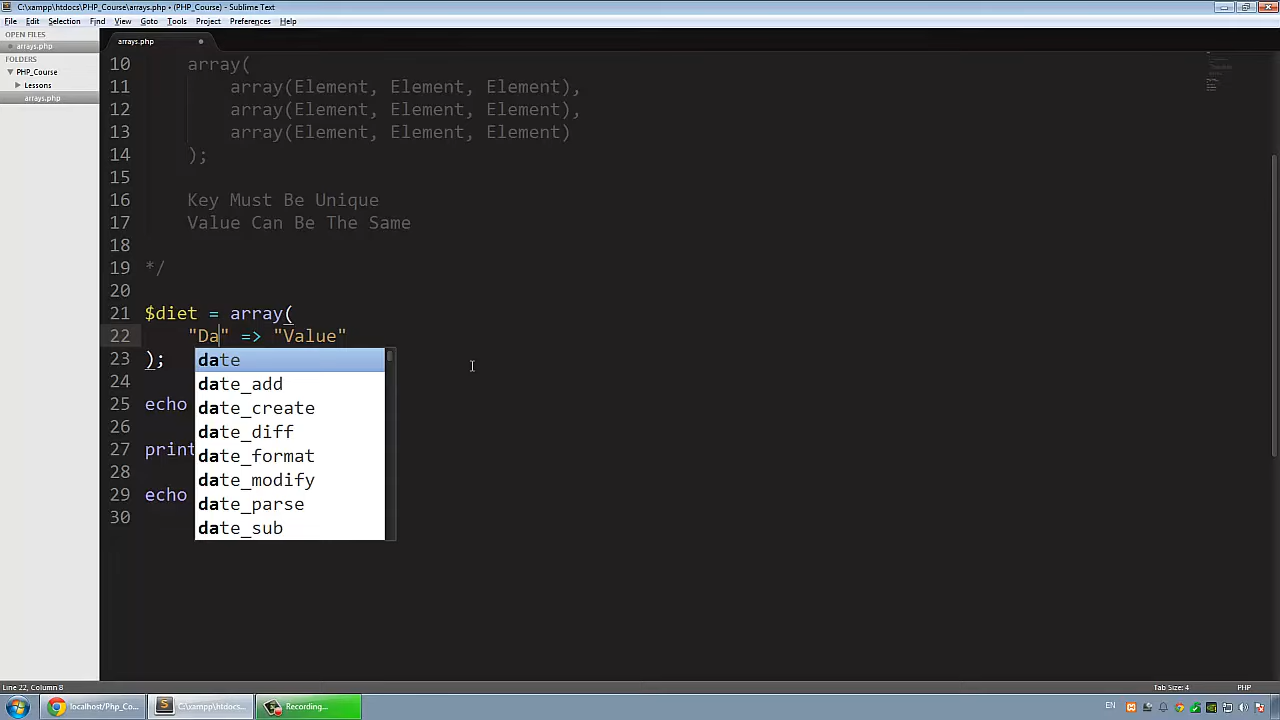 C:\xampp\htdocs\PHP_Course\arrays.php • (PHP_Course) - Sublime Text
File Edit Selection Find View Goto Tools Project Preferences Help
OPEN FILES
arrays.php
FOLDERS
PHP_Course
Lessons
arrays.php
arrays.php
10 array(
11 array(Element, Element, Element),
12 array(Element, Element, Element),
13 array(Element, Element, Element)
14 );
15
16 Key Must Be Unique
17 Value Can Be The Same
18
19 */
20
21 $diet = array(
22 "Da" => "Value"
23 );
24
25 echo
26
27 print
28
29 echo
30
date
date_add
date_create
date_diff
date_format
date_modify
date_parse
date_sub
Line 22, Column 8
Tab Size: 4
PHP
localhost/Php_Co...
C:\xampp\htdocs...
Recording...
EN